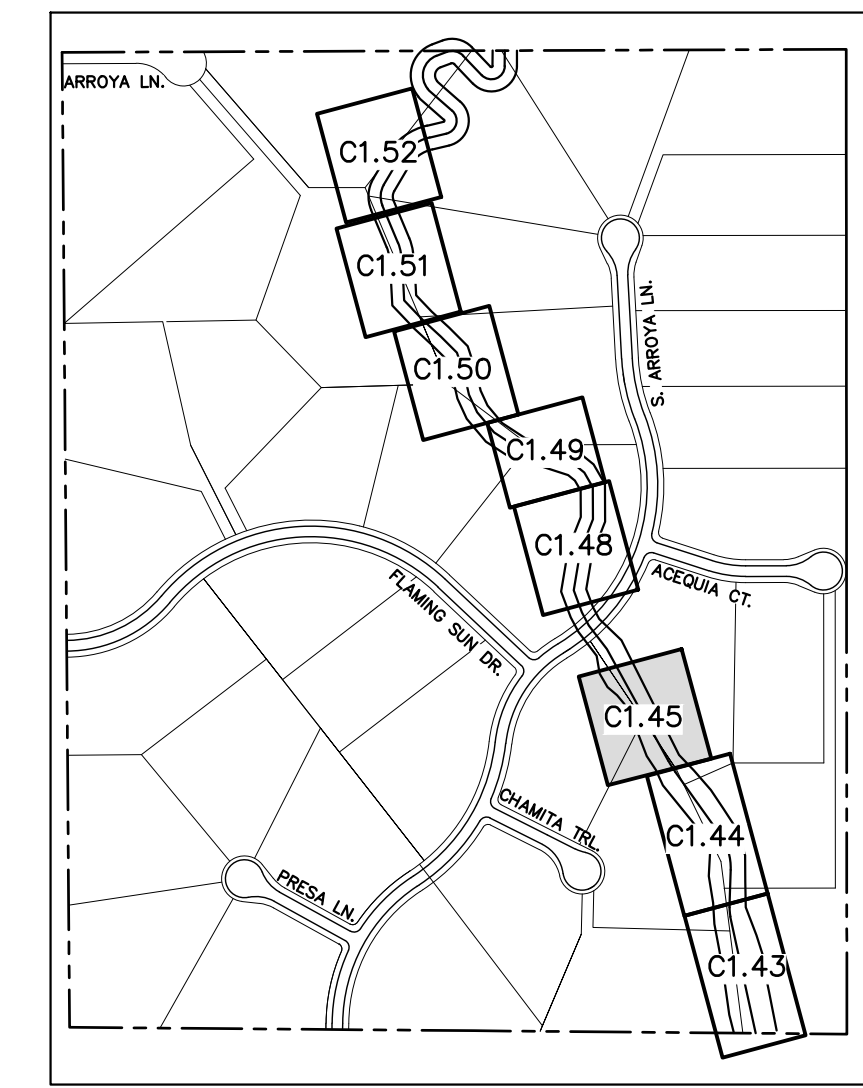 ARROYA LN.
C1.52
C1.51
S. ARROYA LN.
C1.50
C1.49
C1.48
ACEQUIA CT.
FLAMING SUN DR.
C1.45
CHAMITA TRL.
C1.44
PRESA LN.
C1.43